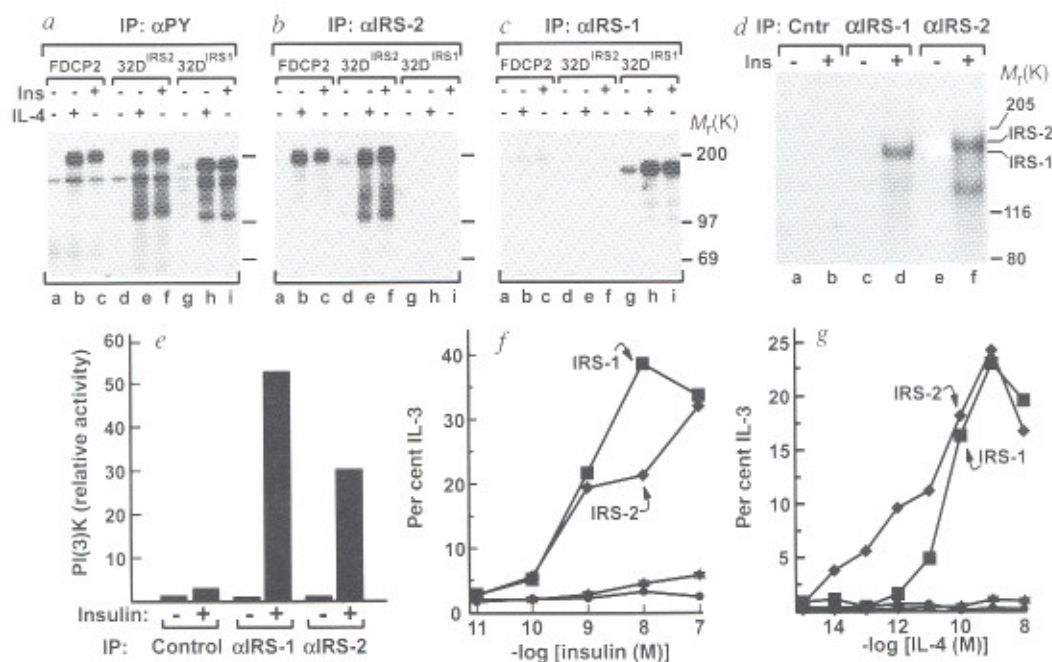 a IP: αPY
FDCP2 32D^IRS2 32D^IRS1
Ins - - + - - + - - +
IL-4 - + - + - +
a b c d e f g h i
b IP: αIRS-2
FDCP2 32D^IRS2 32D^IRS1
- - + - - + - - +
- + - + - +
a b c d e f g h i
c IP: αIRS-1
FDCP2 32D^IRS2 32D^IRS1
- - + - - + - - +
- + - + - +
Mr(K)
200
97
69
a b c d e f g h i
d IP: Cntr αIRS-1 αIRS-2
Ins - + - + - +
Mr(K)
205
IRS-2
IRS-1
116
80
a b c d e f
e
PI(3)K (relative activity)
60
50
40
30
20
10
Insulin: - + - + - +
IP: Control αIRS-1 αIRS-2
f
Per cent IL-3
40
30
20
10
0
IRS-1
IRS-2
11 10 9 8 7
-log [insulin (M)]
g
Per cent IL-3
25
20
15
10
5
0
IRS-2
IRS-1
14 12 10 8
-log [IL-4 (M)]